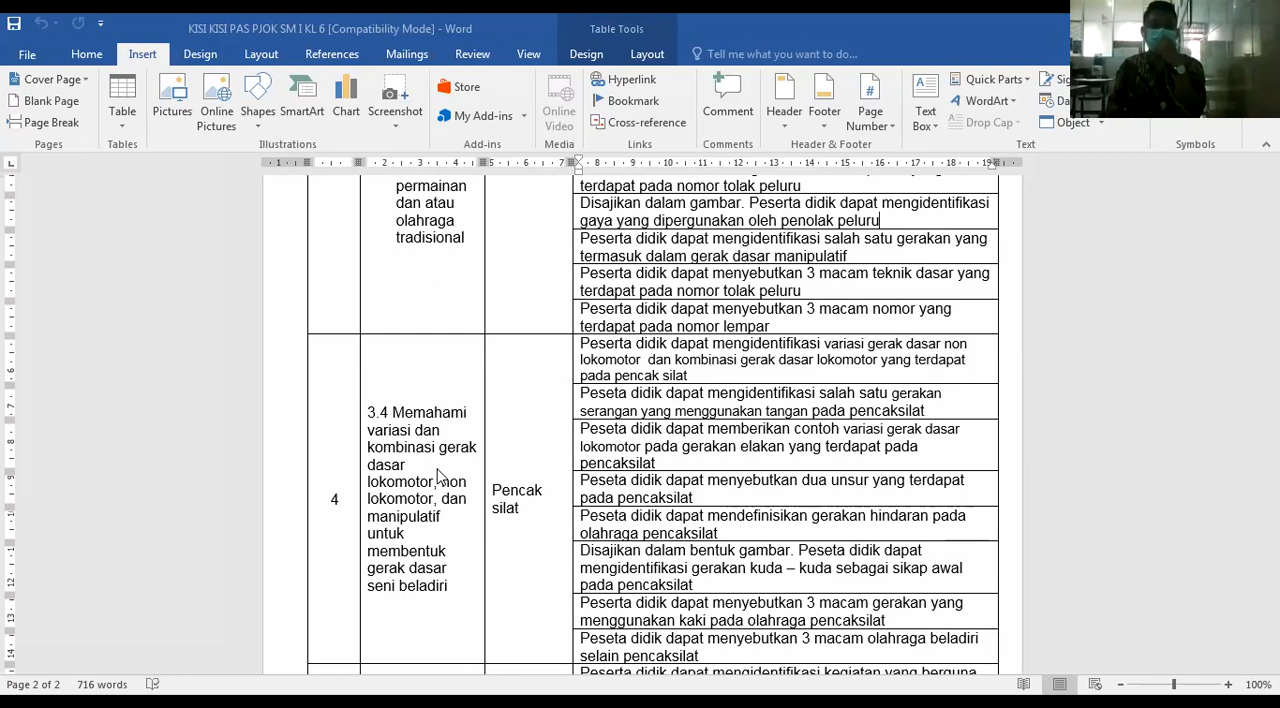 KISI KISI PAS PJOK SM I KL 6 [Compatibility Mode] - Word
Table Tools
File
Home
Insert
Design
Layout
References
Mailings
Review
View
Design
Layout
Tell me what you want to do...
Cover Page
Blank Page
Page Break
Pages
Table
Tables
Pictures
Online
Pictures
Shapes
SmartArt
Chart
Screenshot
Illustrations
Store
My Add-ins
Add-ins
Online
Video
Media
Hyperlink
Bookmark
Cross-reference
Links
Comment
Comments
Header
Footer
Page
Number
Header & Footer
Text
Box
Quick Parts
WordArt
Drop Cap
Object
Text
Symbols
permainan
dan atau
olahraga
tradisional
terdapat pada nomor tolak peluru
Disajikan dalam gambar. Peserta didik dapat mengidentifikasi
gaya yang dipergunakan oleh penolak peluru
Peserta didik dapat mengidentifikasi salah satu gerakan yang
termasuk dalam gerak dasar manipulatif
Peserta didik dapat menyebutkan 3 macam teknik dasar yang
terdapat pada nomor tolak peluru
Peserta didik dapat menyebutkan 3 macam nomor yang
terdapat pada nomor lempar
4
3.4 Memahami
variasi dan
kombinasi gerak
dasar
lokomotor, non
lokomotor, dan
manipulatif
untuk
membentuk
gerak dasar
seni beladiri
Pencak
silat
Peserta didik dapat mengidentifikasi variasi gerak dasar non
lokomotor dan kombinasi gerak dasar lokomotor yang terdapat
pada pencak silat
Peseta didik dapat mengidentifikasi salah satu gerakan
serangan yang menggunakan tangan pada pencaksilat
Peseta didik dapat memberikan contoh variasi gerak dasar
lokomotor pada gerakan elakan yang terdapat pada
pencaksilat
Peseta didik dapat menyebutkan dua unsur yang terdapat
pada pencaksilat
Peseta didik dapat mendefinisikan gerakan hindaran pada
olahraga pencaksilat
Disajikan dalam bentuk gambar. Peseta didik dapat
mengidentifikasi gerakan kuda – kuda sebagai sikap awal
pada pencaksilat
Peserta didik dapat menyebutkan 3 macam gerakan yang
menggunakan kaki pada olahraga pencaksilat
Peseta didik dapat menyebutkan 3 macam olahraga beladiri
selain pencaksilat
Peserta didik dapat mengidentifikasi kegiatan yang berguna
Page 2 of 2
716 words
100%